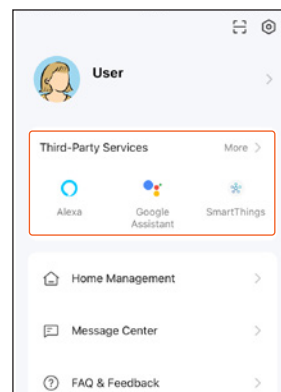 User
Third-Party Services More
Alexa Google Assistant SmartThings
Home Management
Message Center
FAQ & Feedback